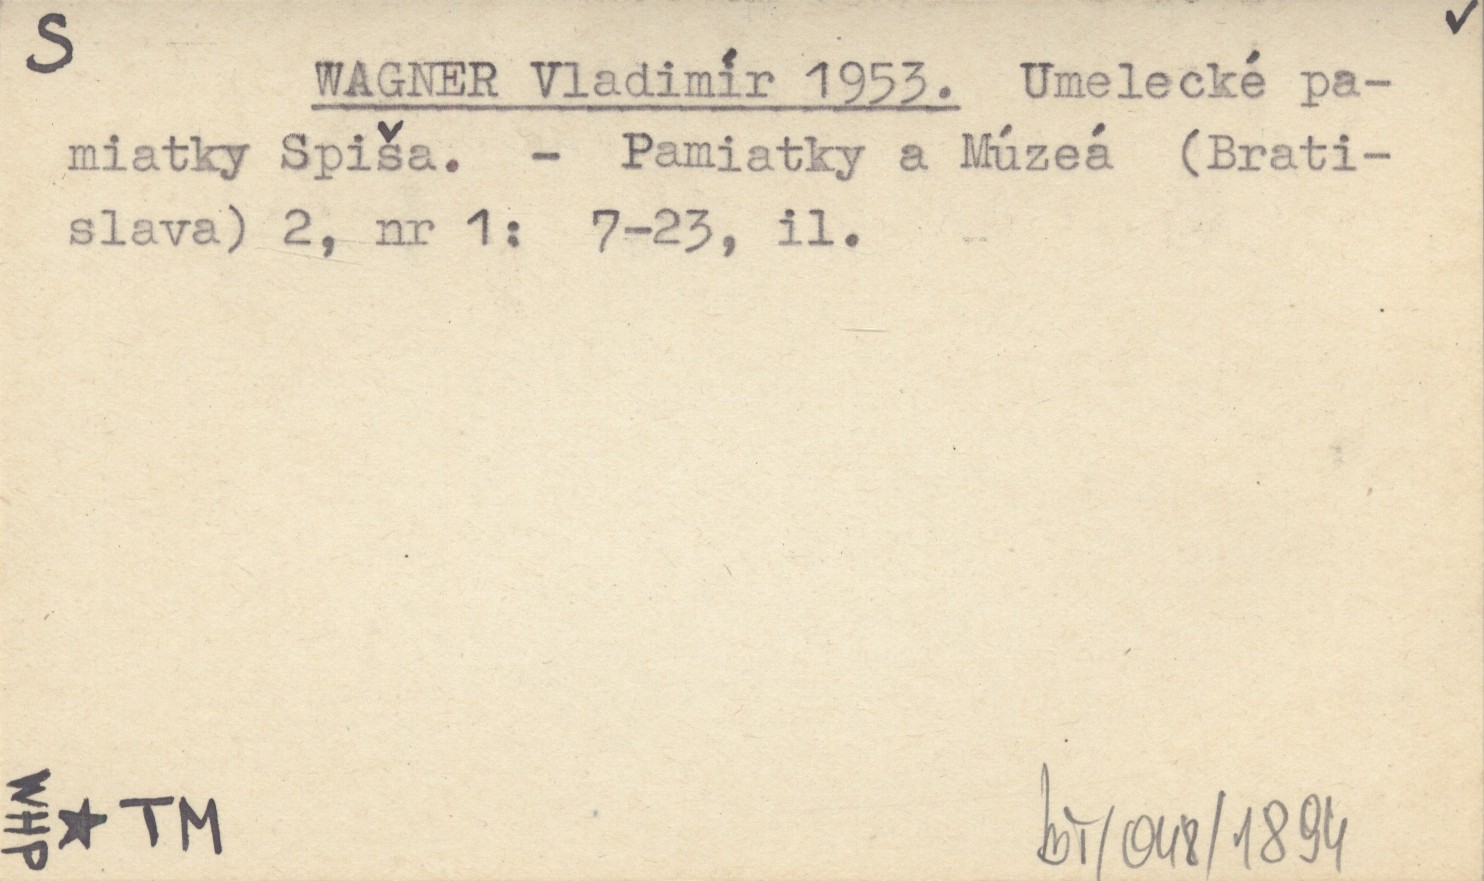 S
✓
WAGNER Vladimír 1953. Umelecké pa-
miatky Spiša. - Pamiatky a Múzeá (Brati-
slava) 2, nr 1: 7-23, il.
WHP
★ TM
bT/048/1894